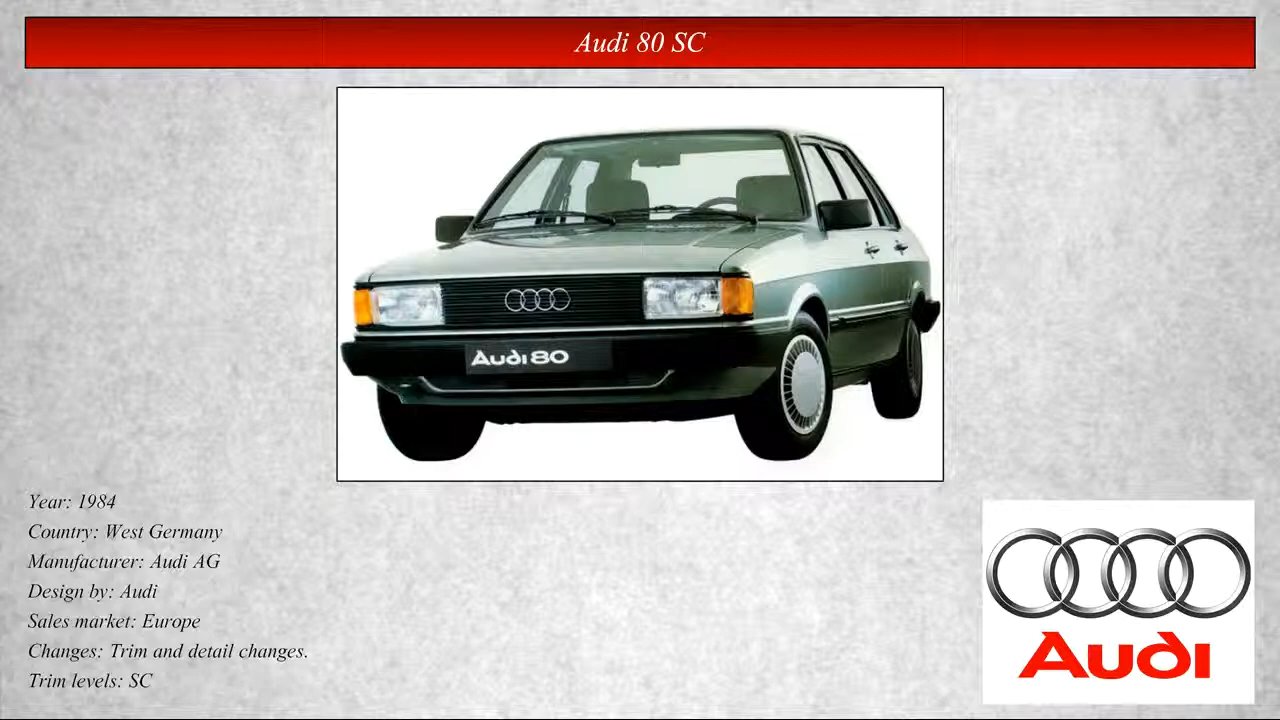 Audi 80 SC
Audi 80
Year: 1984
Country: West Germany
Manufacturer: Audi AG
Design by: Audi
Sales market: Europe
Changes: Trim and detail changes.
Trim levels: SC
Audi